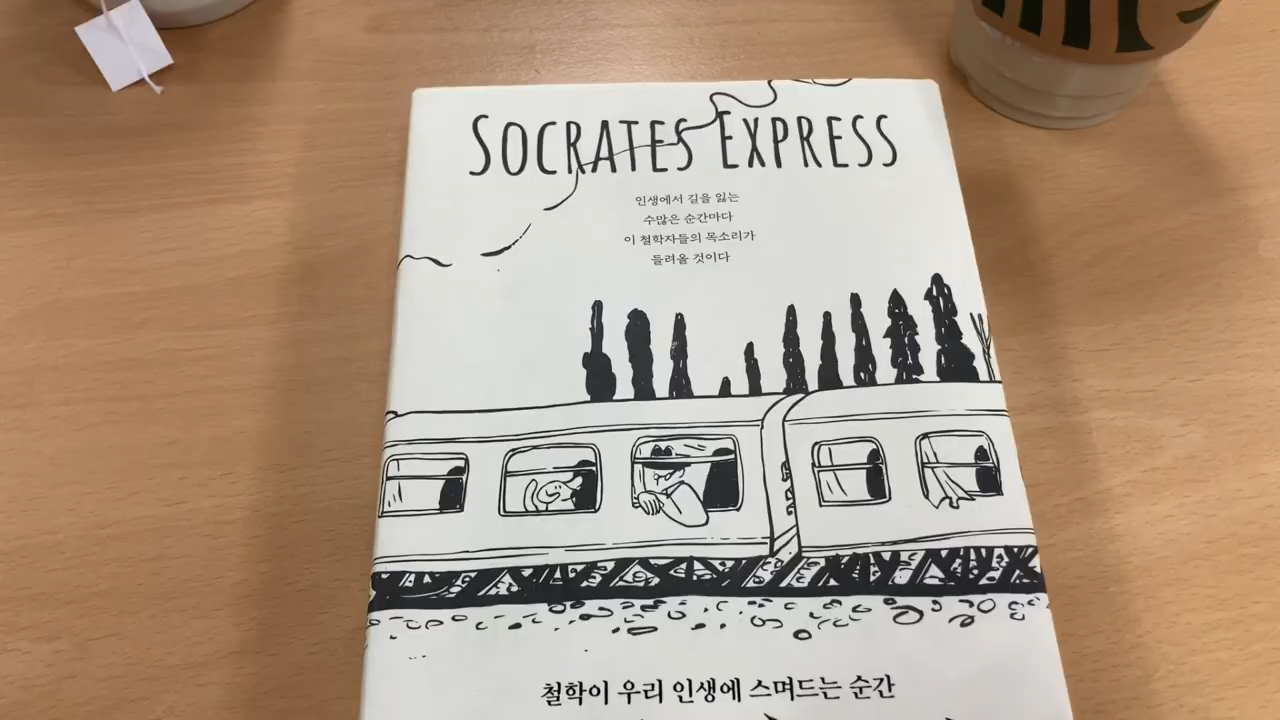 SOCRATES EXPRESS
인생에서 길을 잃는
수많은 순간마다
이 철학자들의 목소리가
들려올 것이다
철학이 우리 인생에 스며드는 순간